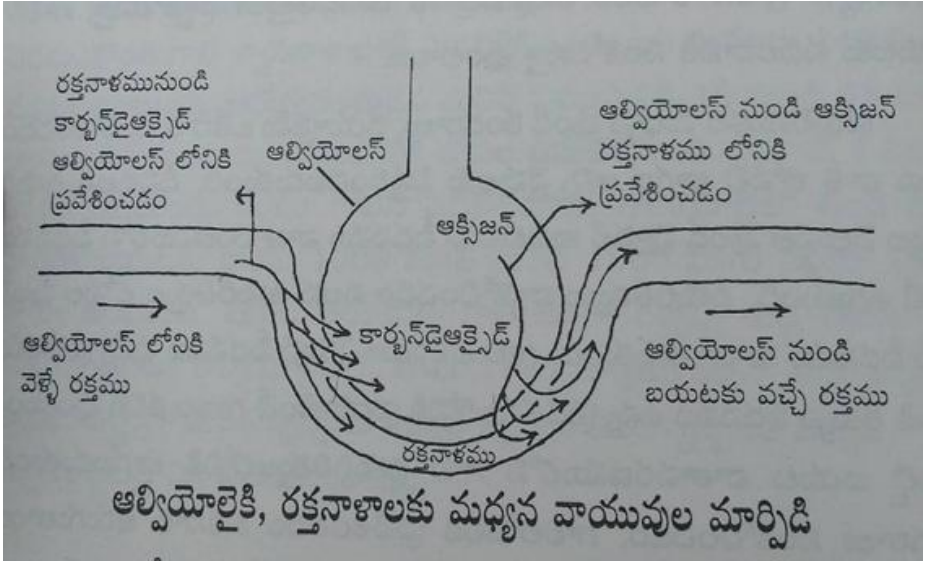 రక్తనాళమునుండి
కార్బన్‌డైఆక్సైడ్
ఆల్వియోలస్ లోనికి
ప్రవేశించడం
ఆల్వియోలస్
ఆల్వియోలస్ నుండి ఆక్సిజన్
రక్తనాళము లోనికి
ప్రవేశించడం
ఆక్సిజన్
కార్బన్‌డైఆక్సైడ్
ఆల్వియోలస్ లోనికి
వెళ్ళే రక్తము
ఆల్వియోలస్ నుండి
బయటకు వచ్చే రక్తము
రక్తనాళము
ఆల్వియోలైకి, రక్తనాళాలకు మధ్యన వాయువుల మార్పిడి